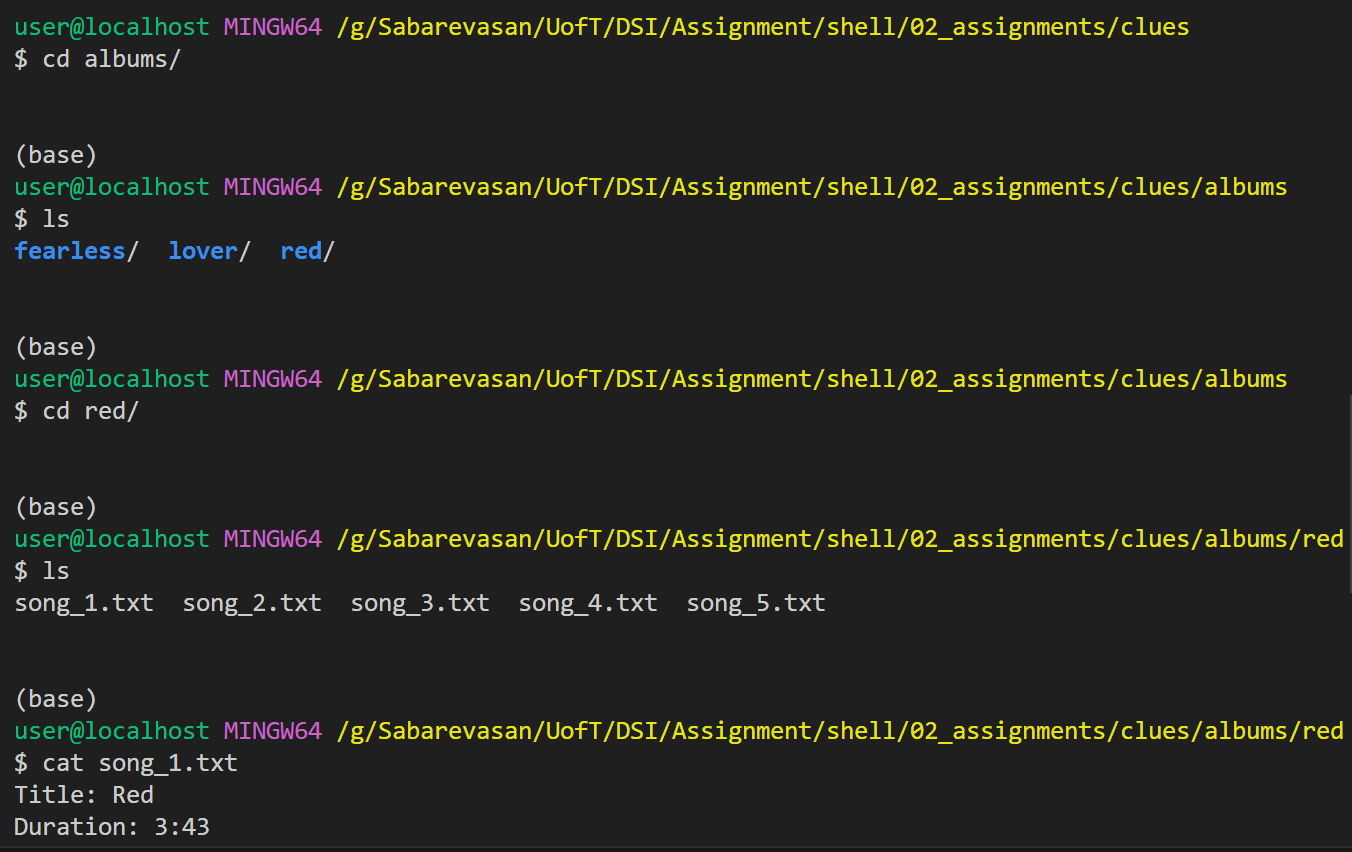 user@localhost MINGW64 /g/Sabarevasan/UofT/DSI/Assignment/shell/02_assignments/clues
$ cd albums/
(base)
user@localhost MINGW64 /g/Sabarevasan/UofT/DSI/Assignment/shell/02_assignments/clues/albums
$ ls
fearless/  lover/  red/
(base)
user@localhost MINGW64 /g/Sabarevasan/UofT/DSI/Assignment/shell/02_assignments/clues/albums
$ cd red/
(base)
user@localhost MINGW64 /g/Sabarevasan/UofT/DSI/Assignment/shell/02_assignments/clues/albums/red
$ ls
song_1.txt  song_2.txt  song_3.txt  song_4.txt  song_5.txt
(base)
user@localhost MINGW64 /g/Sabarevasan/UofT/DSI/Assignment/shell/02_assignments/clues/albums/red
$ cat song_1.txt
Title: Red
Duration: 3:43